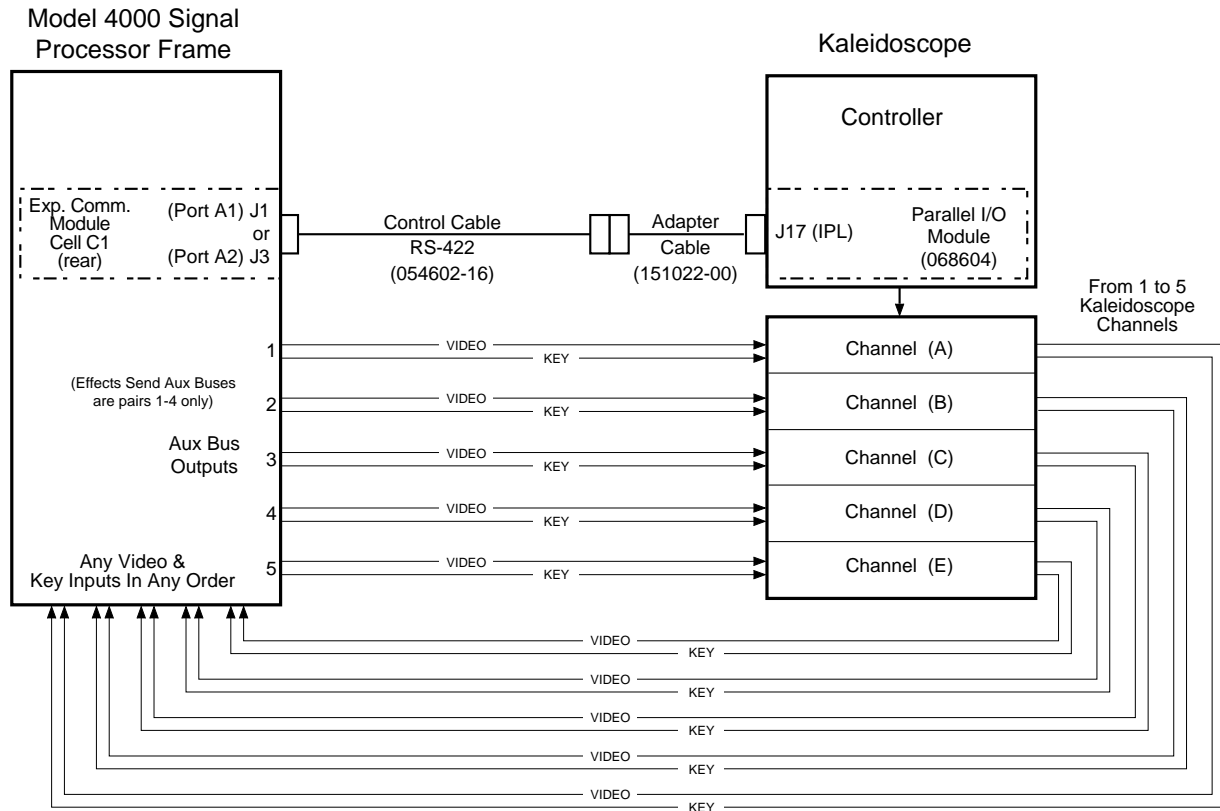 Model 4000 Signal
Processor Frame
Kaleidoscope
Controller
Exp. Comm.
Module
Cell C1
(rear)
(Port A1) J1
or
(Port A2) J3
Control Cable
RS-422
(054602-16)
Adapter
Cable
(151022-00)
J17 (IPL)
Parallel I/O
Module
(068604)
From 1 to 5
Kaleidoscope
Channels
1
VIDEO
KEY
Channel (A)
(Effects Send Aux Buses
are pairs 1-4 only)
2
VIDEO
KEY
Channel (B)
Aux Bus
Outputs
3
VIDEO
KEY
Channel (C)
4
VIDEO
KEY
Channel (D)
Any Video &
Key Inputs In Any Order
5
VIDEO
KEY
Channel (E)
VIDEO
KEY
VIDEO
KEY
VIDEO
KEY
VIDEO
KEY
VIDEO
KEY